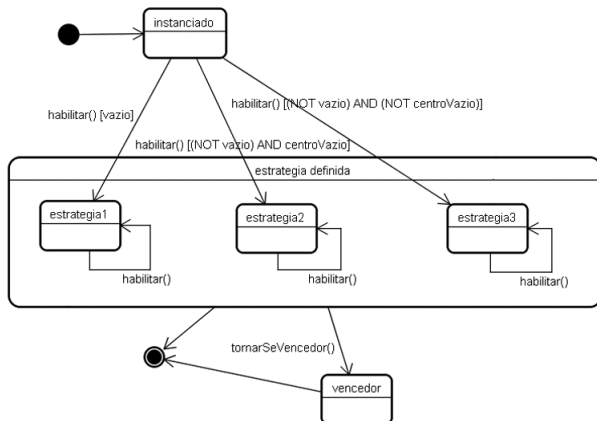 instanciado
habilitar() [vazio]
habilitar() [(NOT vazio) AND (NOT centroVazio)]
habilitar() [(NOT vazio) AND centroVazio]
estrategia definida
estrategia1
estrategia2
estrategia3
habilitar()
habilitar()
habilitar()
tornarSeVencedor()
vencedor